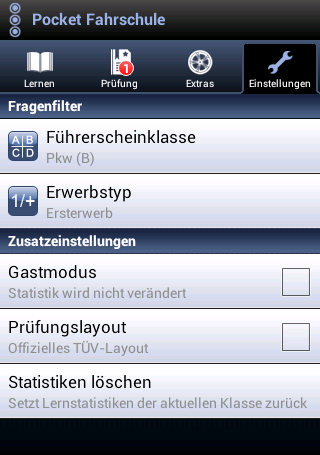 Pocket Fahrschule
1
Lernen
Prüfung
Extras
Einstellungen
Fragenfilter
A B
C D
Führerscheinklasse
Pkw (B)
1/+
Erwerbstyp
Ersterwerb
Zusatzeinstellungen
Gastmodus
Statistik wird nicht verändert
Prüfungslayout
Offizielles TÜV-Layout
Statistiken löschen
Setzt Lernstatistiken der aktuellen Klasse zurück